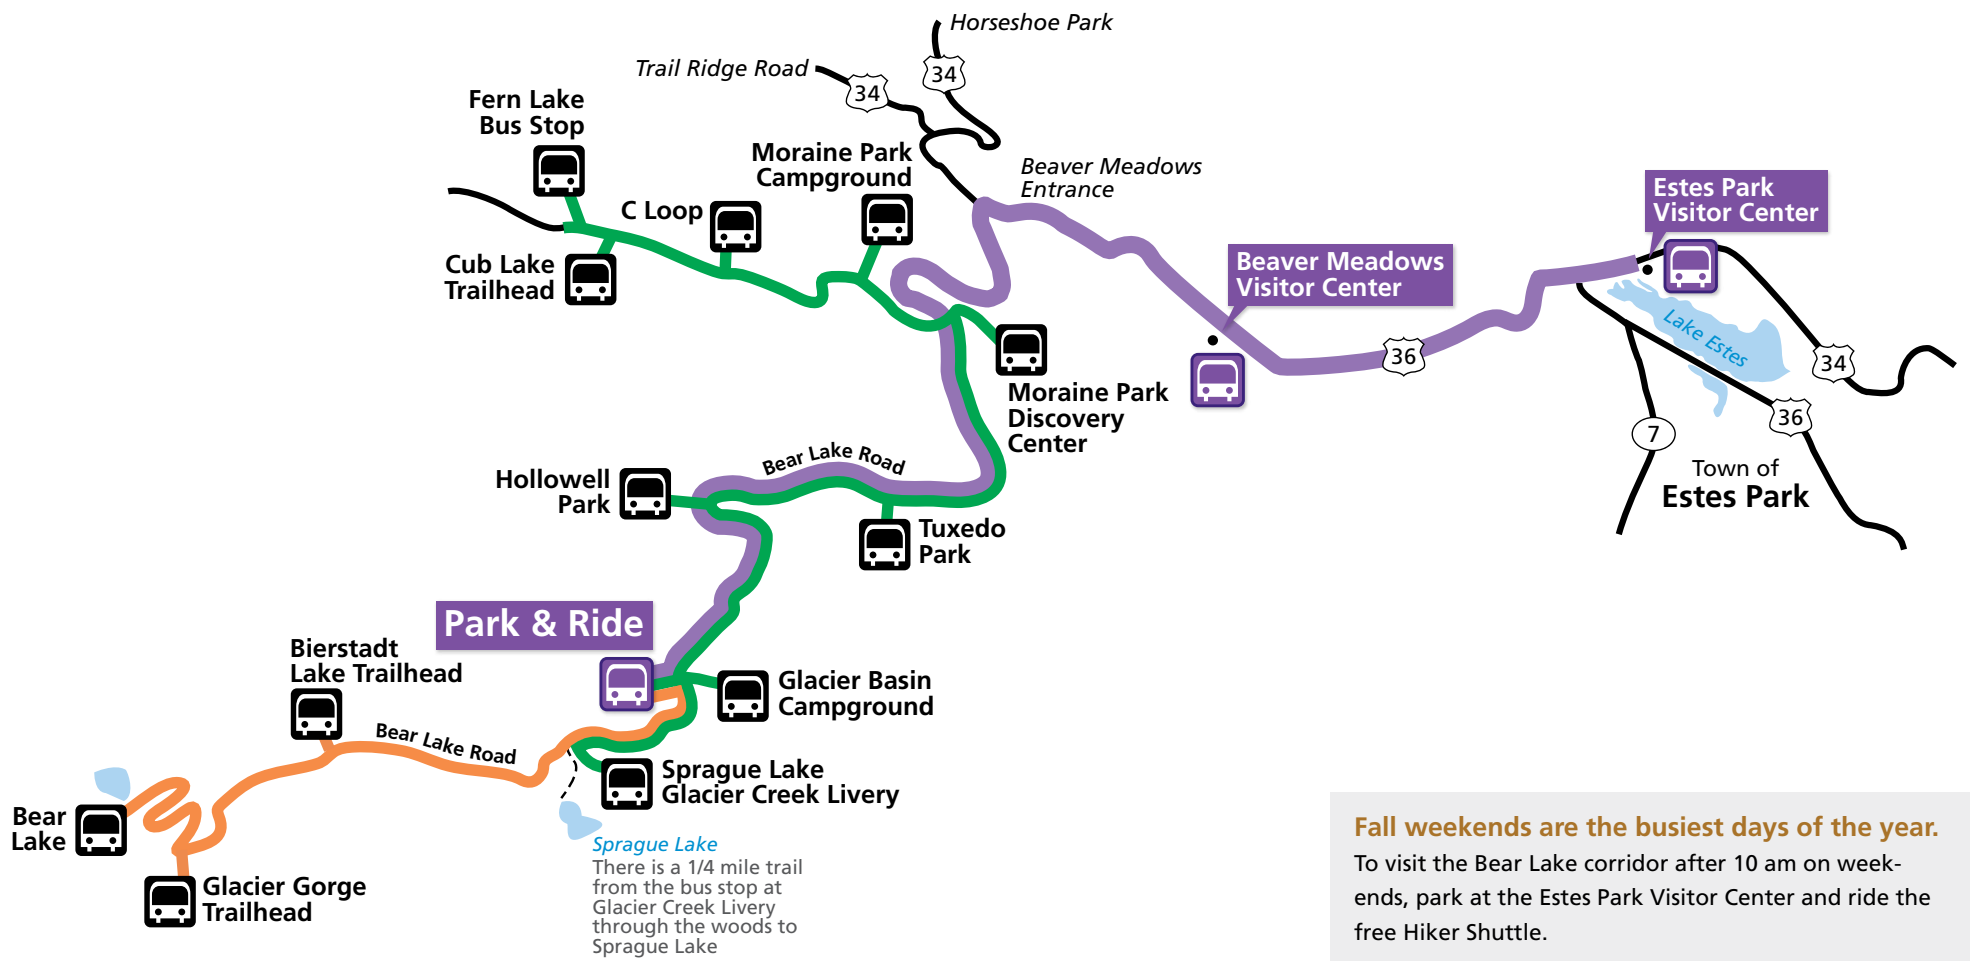 Horseshoe Park
34
Trail Ridge Road
34
Fern Lake
Bus Stop
Moraine Park
Campground
Beaver Meadows
Entrance
C Loop
Estes Park
Visitor Center
Cub Lake
Trailhead
Beaver Meadows
Visitor Center
Lake Estes
36
34
Moraine Park
Discovery
Center
36
7
Town of
Estes Park
Bear Lake Road
Hollowell
Park
Tuxedo
Park
Park & Ride
Bierstadt
Lake Trailhead
Glacier Basin
Campground
Bear Lake Road
Sprague Lake
Glacier Creek Livery
Bear
Lake
Sprague Lake
There is a 1/4 mile trail
from the bus stop at
Glacier Creek Livery
through the woods to
Sprague Lake
Glacier Gorge
Trailhead
Fall weekends are the busiest days of the year.
To visit the Bear Lake corridor after 10 am on week-
ends, park at the Estes Park Visitor Center and ride the
free Hiker Shuttle.